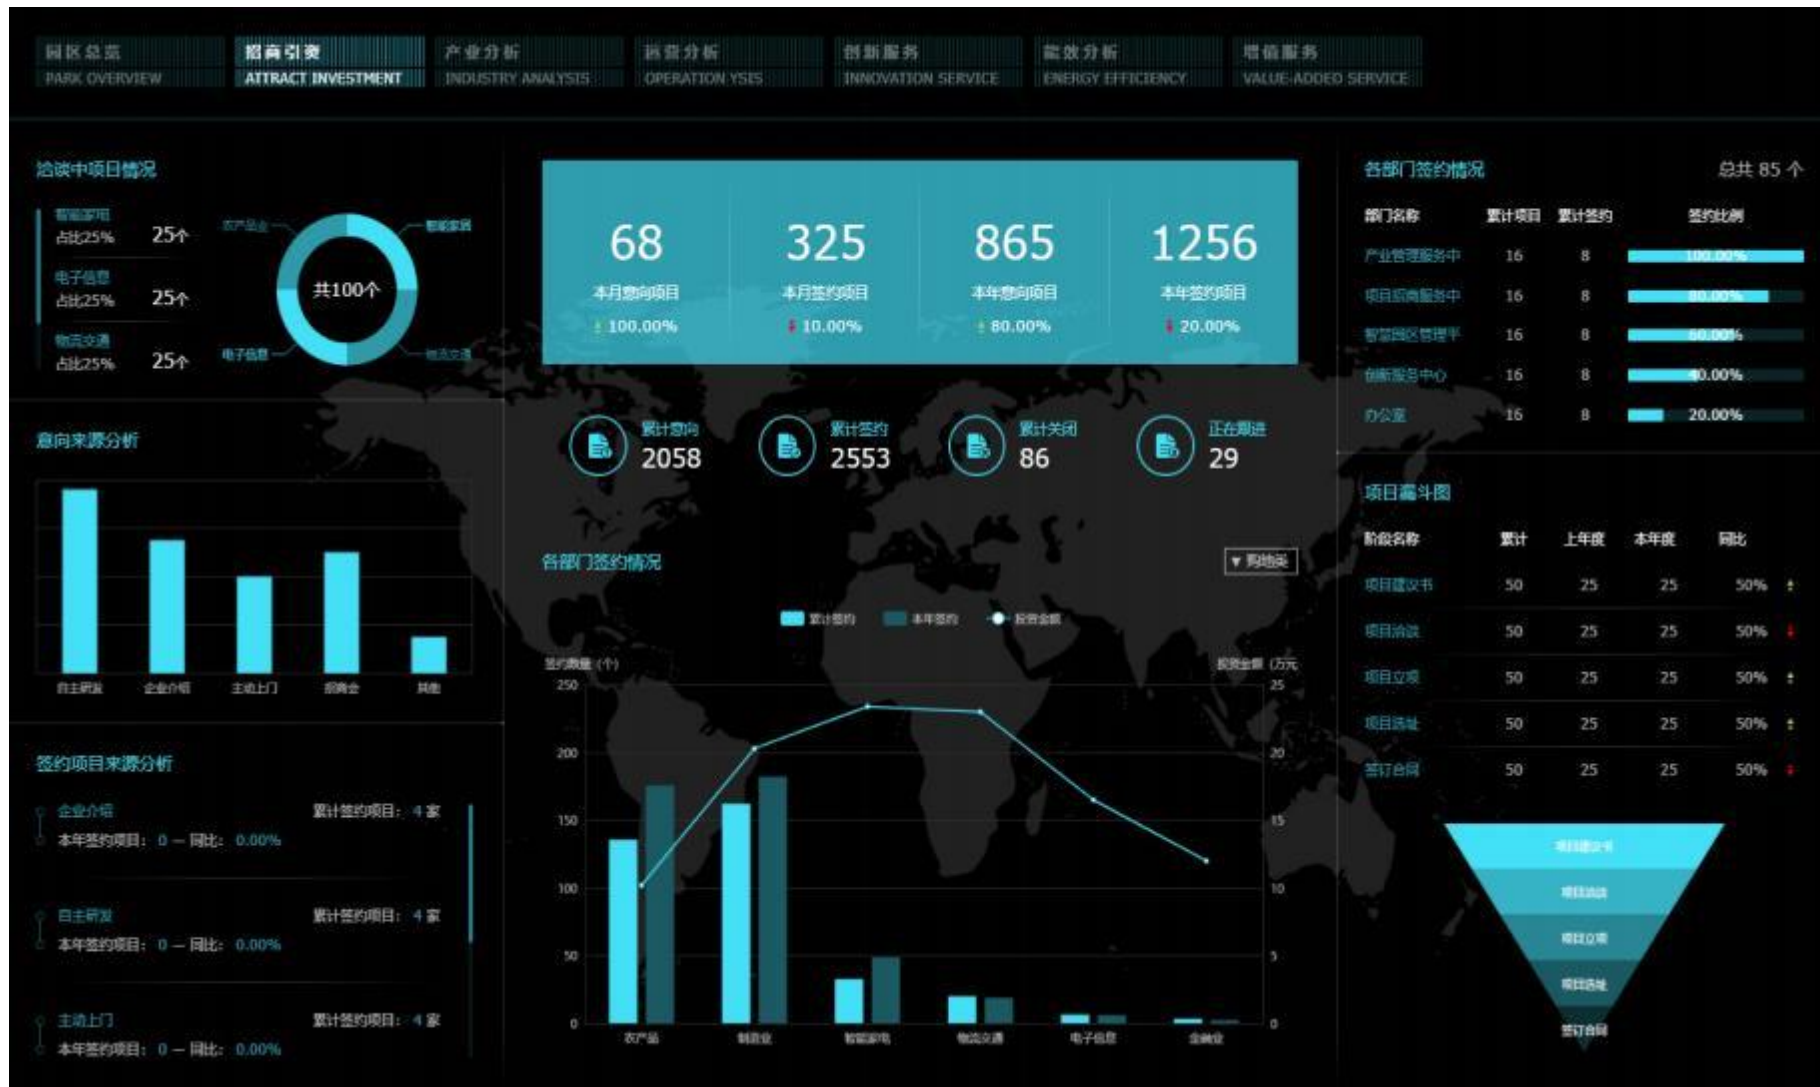 园区总览
PARK OVERVIEW
招商引资
ATTRACT INVESTMENT
产业分析
INDUSTRY ANALYSIS
运营分析
OPERATION YSIS
创新服务
INNOVATION SERVICE
能效分析
ENERGY EFFICIENCY
增值服务
VALUE-ADDED SERVICE
洽谈中项目情况
智能家电
占比25% 25个
电子信息
占比25% 25个
物流交通
占比25% 25个
农产品业
智能家园
共100个
电子信息
物流交通
意向来源分析
自主研发 企业介绍 主动上门 招商会 其他
签约项目来源分析
企业介绍 累计签约项目: 4 家
本年签约项目: 0 — 同比: 0.00%
自主研发 累计签约项目: 4 家
本年签约项目: 0 — 同比: 0.00%
主动上门 累计签约项目: 4 家
本年签约项目: 0 — 同比: 0.00%
68 325 865 1256
本月意向项目 本月签约项目 本年意向项目 本年签约项目
100.00% 10.00% 80.00% 20.00%
累计意向
2058
累计签约
2553
累计关闭
86
正在跟进
29
各部门签约情况
▼ 购地类
累计签约 本年签约 投资金额
签约数量 (个)
投资金额 (万元
250 25
200 20
150 15
100 10
50 5
0 0
农产品 制造业 智能家电 物流交通 电子信息 金融业
各部门签约情况 总共 85 个
部门名称 累计项目 累计签约 签约比例
产业管理服务中 16 8 100.00%
项目招商服务中 16 8 80.00%
智慧园区管理平 16 8 60.00%
创新服务中心 16 8 40.00%
办公室 16 8 20.00%
项目漏斗图
阶段名称 累计 上年度 本年度 同比
项目建议书 50 25 25 50%
项目洽谈 50 25 25 50%
项目立项 50 25 25 50%
项目选址 50 25 25 50%
签订合同 50 25 25 50%
项目建议书
项目洽谈
项目立项
项目选址
签订合同